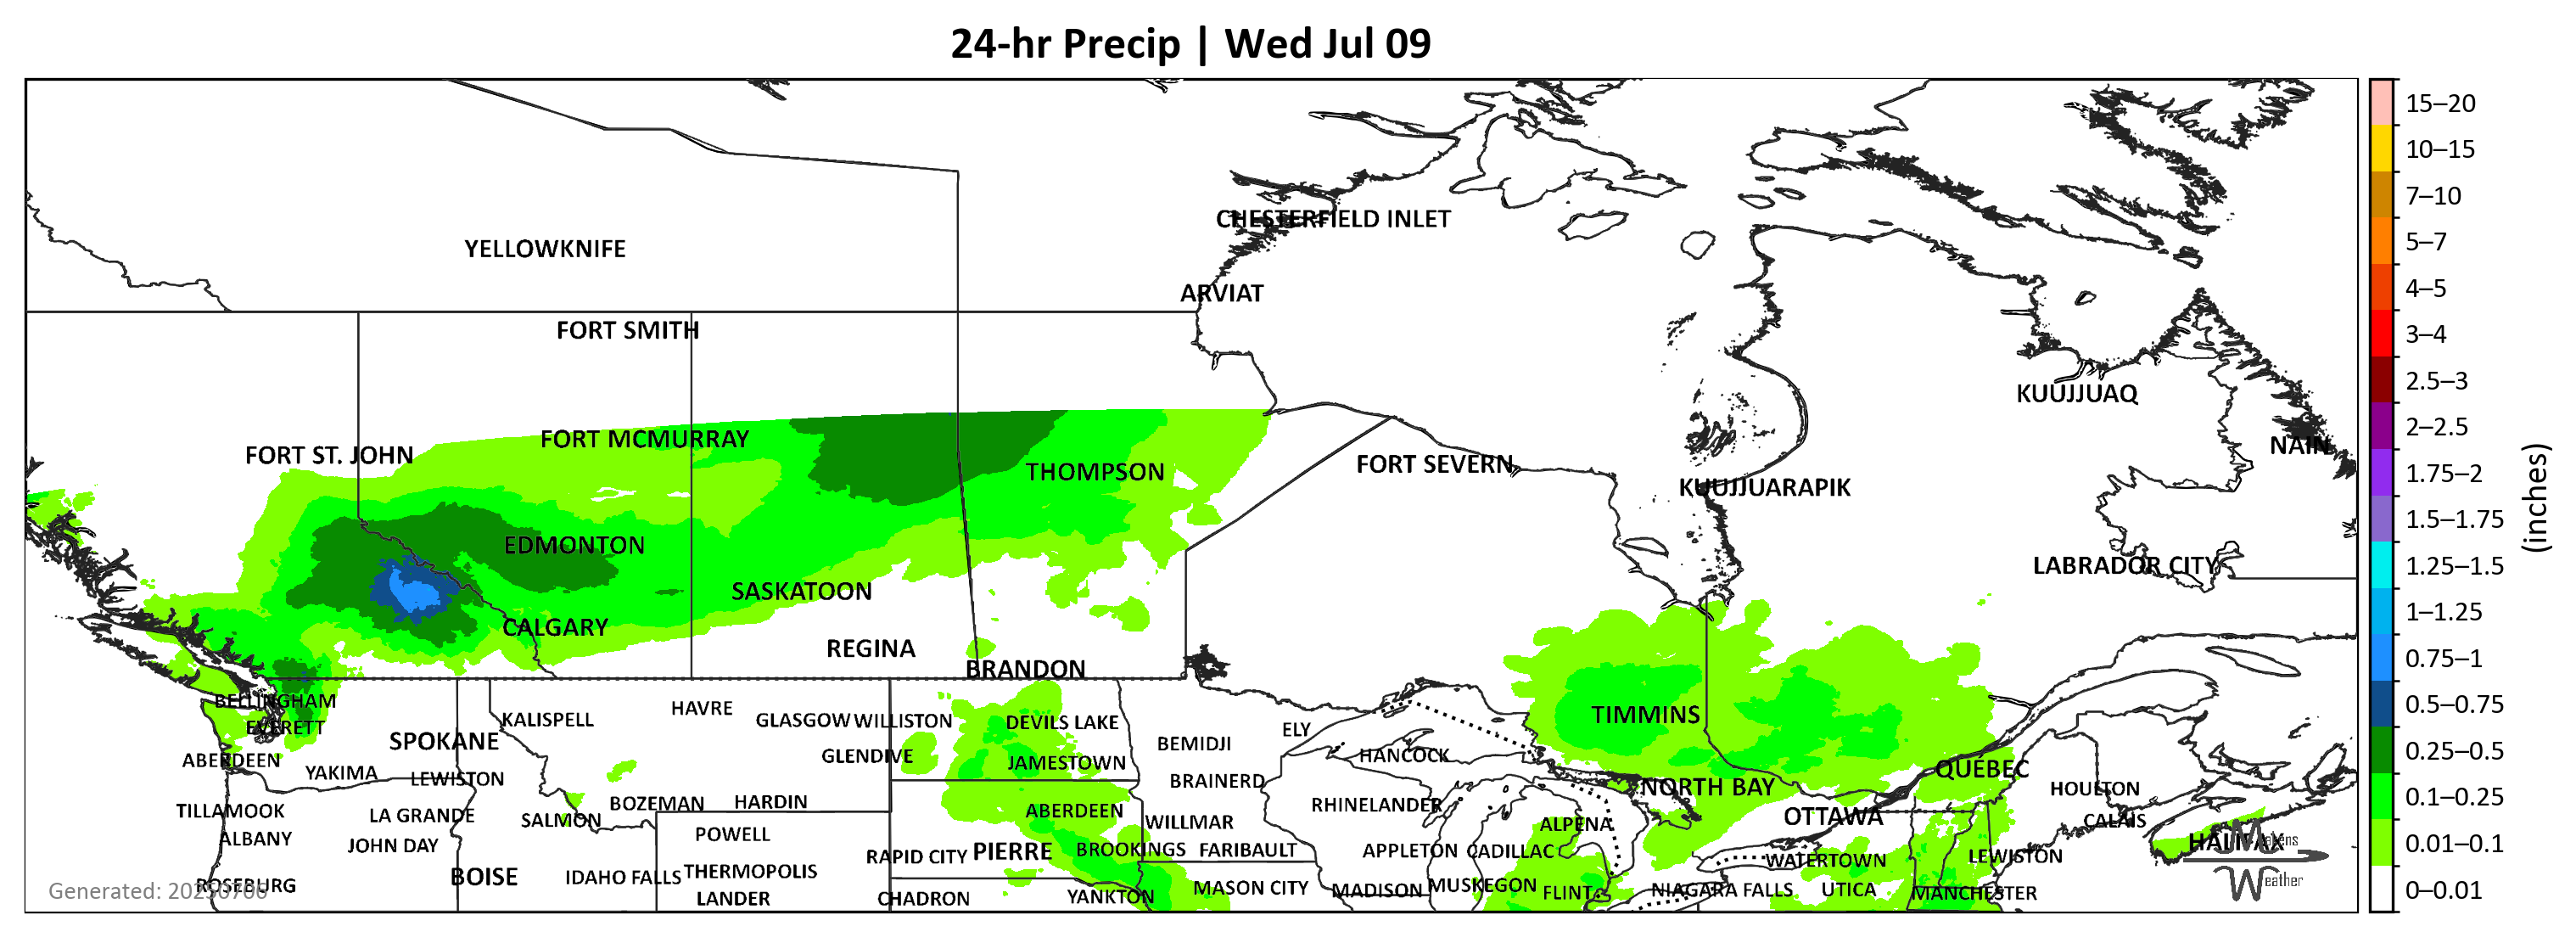 24-hr Precip | Wed Jul 09
CHESTERFIELD INLET
YELLOWKNIFE
ARVIAT
FORT SMITH
KUUJJUAQ
FORT MCMURRAY
NAIN
FORT ST. JOHN
FORT SEVERN
THOMPSON
KUUJJUARAPIK
EDMONTON
LABRADOR CITY
SASKATOON
CALGARY
REGINA
BRANDON
BELLINGHAM
KALISPELL
HAVRE
GLASGOW
WILLISTON
DEVILS LAKE
TIMMINS
EVERETT
ELY
SPOKANE
BEMIDJI
ABERDEEN
GLENDIVE
JAMESTOWN
HANCOCK
QUÉBEC
YAKIMA
LEWISTON
BRAINERD
NORTH BAY
HOULTON
TILLAMOOK
LA GRANDE
SALMON
BOZEMAN
HARDIN
ABERDEEN
WILLMAR
RHINELANDER
ALPENA
OTTAWA
CALAIS
ALBANY
JOHN DAY
POWELL
RAPID CITY
PIERRE
BROOKINGS
FARIBAULT
APPLETON
CADILLAC
WATERTOWN
LEWISTON
HALIFAX
ROSEBURG
BOISE
IDAHO FALLS
THERMOPOLIS
LANDER
CHADRON
YANKTON
MASON CITY
MADISON
MUSKEGON
FLINT
NIAGARA FALLS
UTICA
MANCHESTER
Weather
Generated: 20250706
15–20
10–15
7–10
5–7
4–5
3–4
2.5–3
2–2.5
1.75–2
1.5–1.75
1.25–1.5
1–1.25
0.75–1
0.5–0.75
0.25–0.5
0.1–0.25
0.01–0.1
0–0.01
(inches)